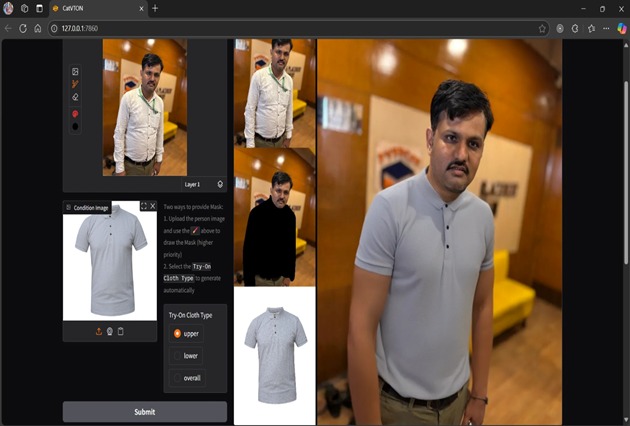 CatVTON
127.0.0.1:7860
Layer 1
Condition Image
Two ways to provide Mask:
1. Upload the person image
and use the above to
draw the Mask (higher
priority)
1. Select the Try-On
Cloth Type to generate
automatically
Try-On Cloth Type
upper
lower
overall
Submit